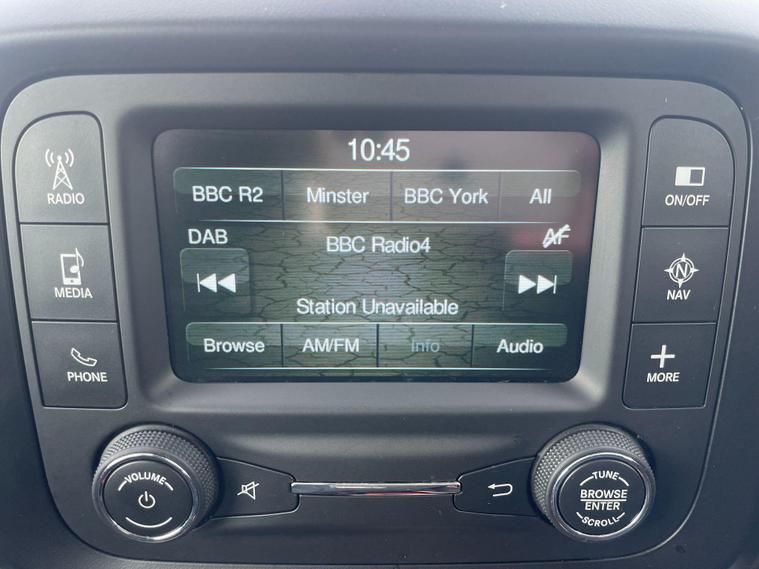 10:45
BBC R2 Minster BBC York All
DAB BBC Radio4 AF
Station Unavailable
Browse AM/FM Info Audio
RADIO
MEDIA
PHONE
ON/OFF
N
NAV
MORE
VOLUME
TUNE
BROWSE
ENTER
SCROLL